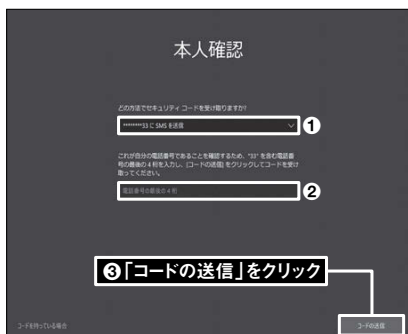 本人確認
どの方法でセキュリティ コードを受け取りますか?
********33 に SMS を送信
❶
これが自分の電話番号であることを確認するため、"33" を含む電話番
号の最後の 4 桁を入力し、[コードの送信] をクリックしてコードを受け
取ってください。
電話番号の最後の 4 桁
❷
❸「コードの送信」をクリック
コードを持っている場合
コードの送信